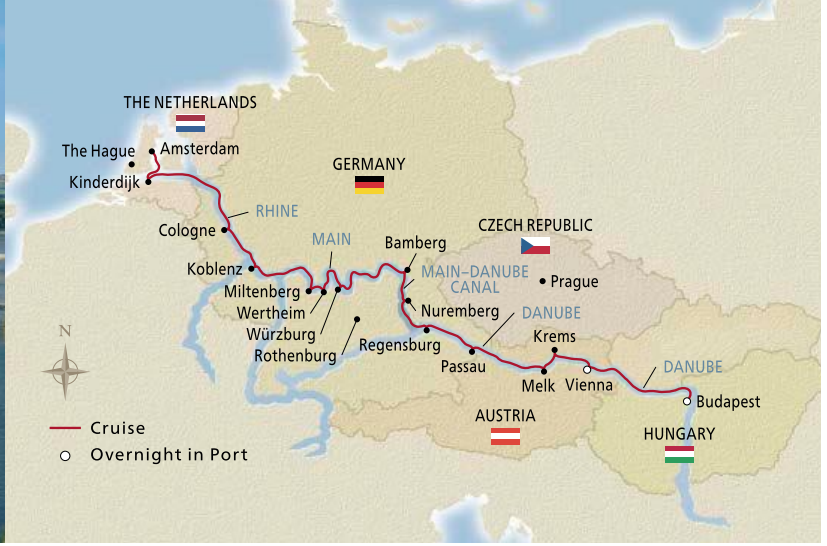 THE NETHERLANDS
The Hague
Amsterdam
Kinderdijk
GERMANY
RHINE
Cologne
CZECH REPUBLIC
MAIN
Bamberg
Koblenz
MAIN–DANUBE
CANAL
Prague
Miltenberg
Wertheim
Nuremberg
DANUBE
Würzburg
Rothenburg
Regensburg
Krems
Passau
DANUBE
Melk
Vienna
Budapest
AUSTRIA
HUNGARY
N
Cruise
Overnight in Port